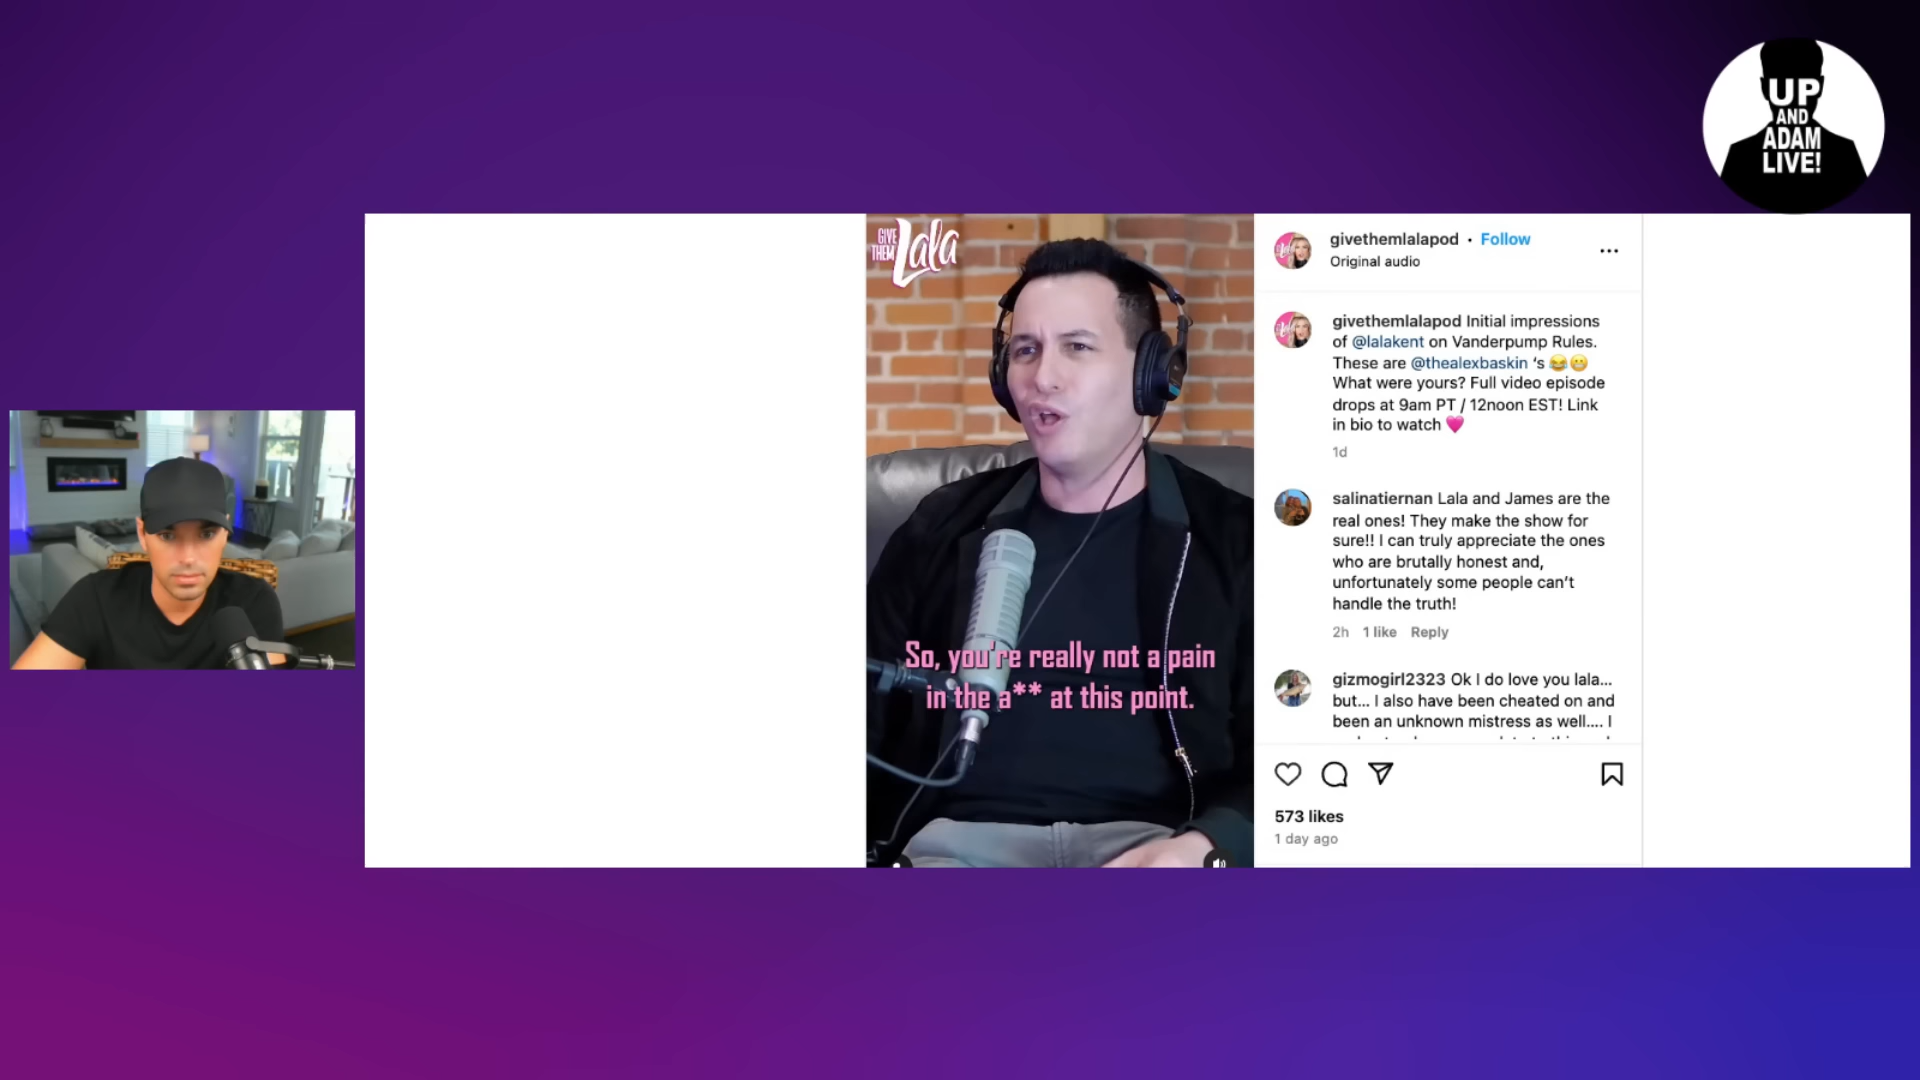 UP
AND
ADAM
LIVE!
GIVE
THEM
Lala
So, you're really not a pain
in the a** at this point.
givethemlalapod • Follow
Original audio
givethemlalapod Initial impressions
of @lalakent on Vanderpump Rules.
These are @thealexbaskin ‘s 😂😬
What were yours? Full video episode
drops at 9am PT / 12noon EST! Link
in bio to watch 💗
1d
salinatiernan Lala and James are the
real ones! They make the show for
sure!! I can truly appreciate the ones
who are brutally honest and,
unfortunately some people can’t
handle the truth!
2h 1 like Reply
gizmogirl2323 Ok I do love you lala...
but... I also have been cheated on and
been an unknown mistress as well.... I
573 likes
1 day ago